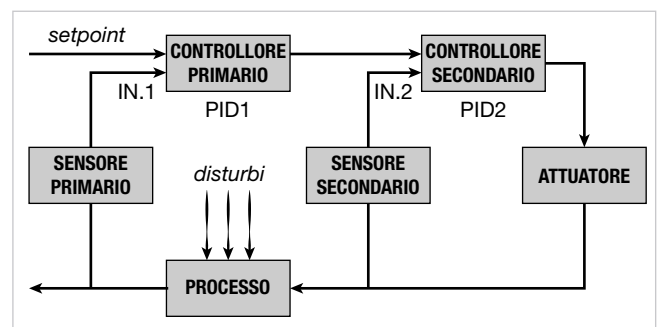 setpoint
CONTROLLORE
PRIMARIO
CONTROLLORE
SECONDARIO
IN.1
PID1
IN.2
PID2
SENSORE
PRIMARIO
disturbi
SENSORE
SECONDARIO
ATTUATORE
PROCESSO